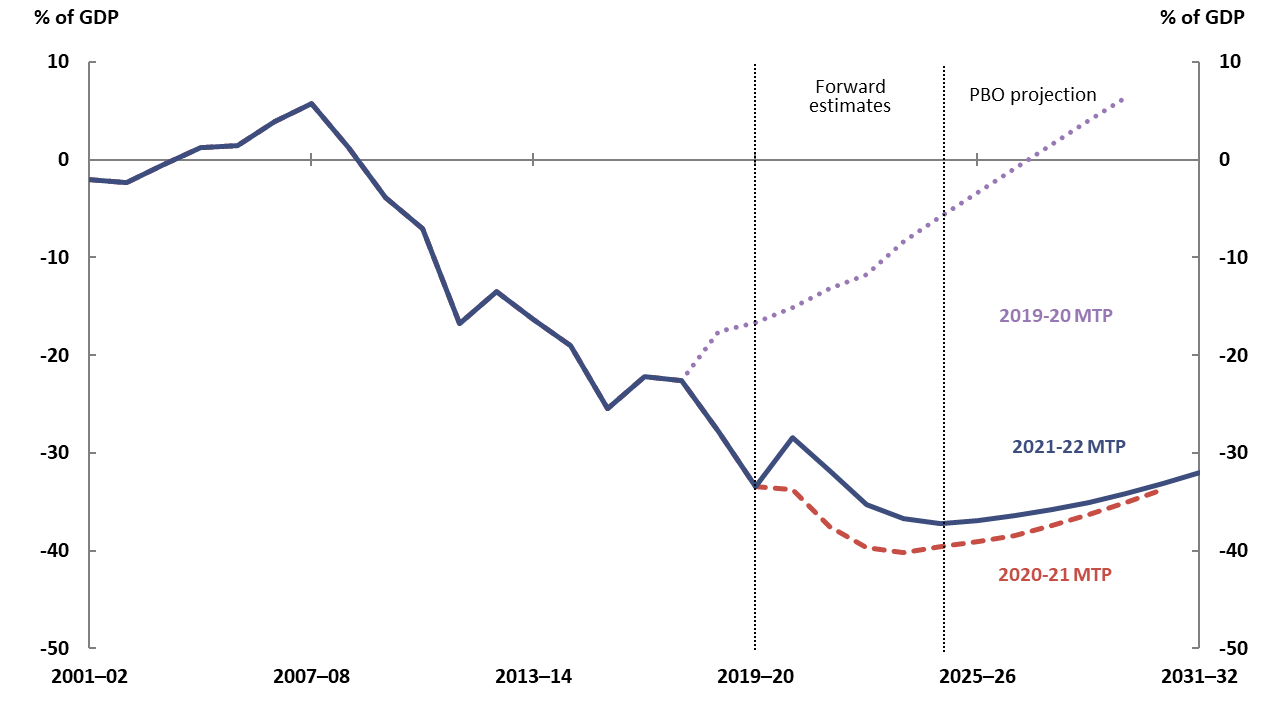 % of GDP
% of GDP
10
10
Forward
estimates
PBO projection
0
0
-10
-10
2019-20 MTP
-20
-20
2021-22 MTP
-30
-30
-40
-40
2020-21 MTP
-50
-50
2001–02
2007–08
2013–14
2019–20
2025–26
2031–32